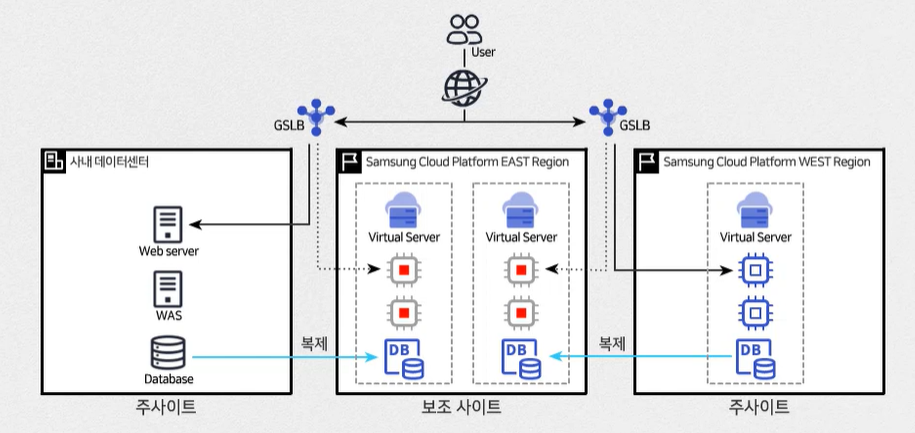 User
GSLB
GSLB
사내 데이터센터
Samsung Cloud Platform EAST Region
Samsung Cloud Platform WEST Region
Virtual Server
Virtual Server
Virtual Server
Web server
WAS
복제
복제
DB
DB
DB
Database
주사이트
보조 사이트
주사이트